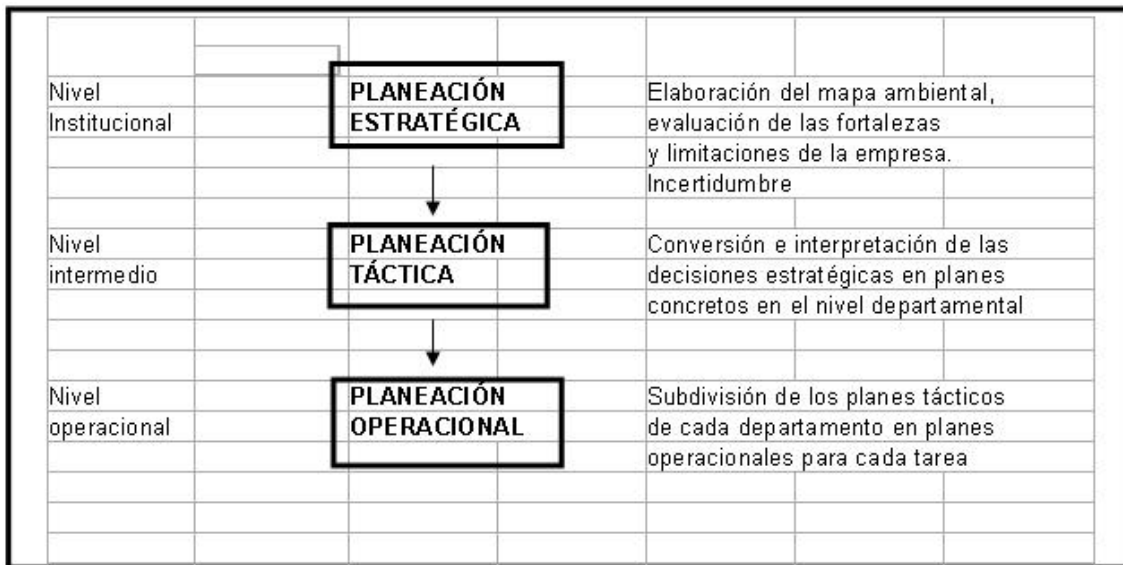 Nivel
Institucional
PLANEACIÓN
ESTRATÉGICA
Elaboración del mapa ambiental,
evaluación de las fortalezas
y limitaciones de la empresa.
Incertidumbre
Nivel
intermedio
PLANEACIÓN
TÁCTICA
Conversión e interpretación de las
decisiones estratégicas en planes
concretos en el nivel departamental
Nivel
operacional
PLANEACIÓN
OPERACIONAL
Subdivisión de los planes tácticos
de cada departamento en planes
operacionales para cada tarea